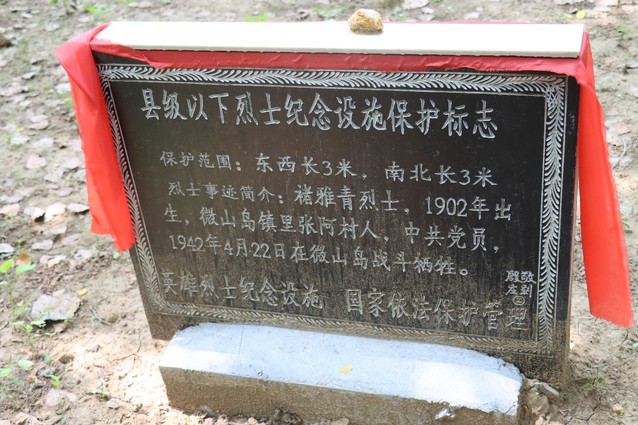 县级以下烈士纪念设施保护标志
保护范围：东西长3米，南北长3米
烈士事迹简介：褚雅青烈士，1902年出
生，微山岛镇里张阿村人，中共党员，
1942年4月22日在微山岛战斗牺牲。
英雄烈士纪念设施 国家依法保护管理